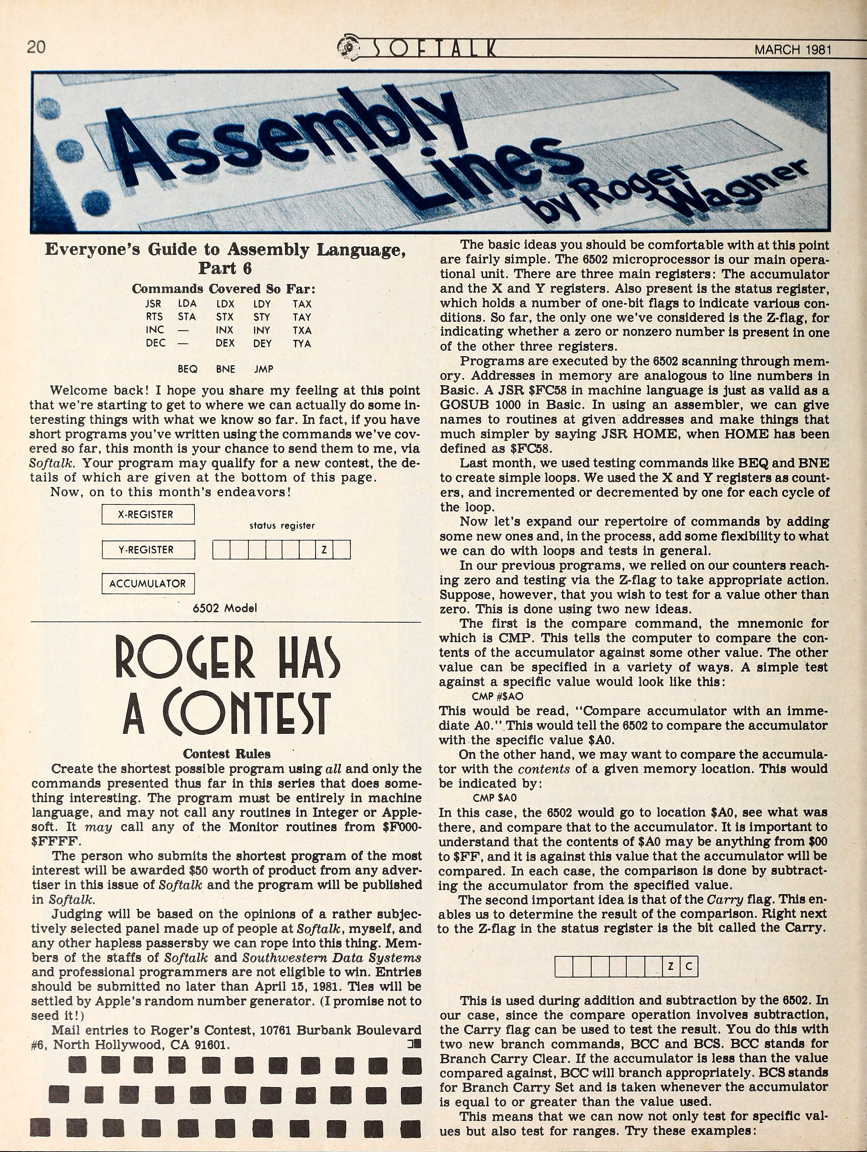 20
SOFTALK
MARCH 1981
Assembly
Lines
by Roger
Wagner
Everyone's Guide to Assembly Language,
Part 6
Commands Covered So Far:
JSR LDA LDX LDY TAX
RTS STA STX STY TAY
INC — INX INY TXA
DEC — DEX DEY TYA
BEQ BNE JMP
Welcome back! I hope you share my feeling at this point
that we're starting to get to where we can actually do some in-
teresting things with what we know so far. In fact, if you have
short programs you've written using the commands we've cov-
ered so far, this month is your chance to send them to me, via
Softalk. Your program may qualify for a new contest, the de-
tails of which are given at the bottom of this page.
Now, on to this month's endeavors!
X-REGISTER
status register
Y-REGISTER
Z
ACCUMULATOR
6502 Model
ROGER HAS
A CONTEST
Contest Rules
Create the shortest possible program using all and only the
commands presented thus far in this series that does some-
thing interesting. The program must be entirely in machine
language, and may not call any routines in Integer or Apple-
soft. It may call any of the Monitor routines from $F000-
$FFFF.
The person who submits the shortest program of the most
interest will be awarded $50 worth of product from any adver-
tiser in this issue of Softalk and the program will be published
in Softalk.
Judging will be based on the opinions of a rather subjec-
tively selected panel made up of people at Softalk, myself, and
any other hapless passersby we can rope into this thing. Mem-
bers of the staffs of Softalk and Southwestern Data Systems
and professional programmers are not eligible to win. Entries
should be submitted no later than April 15, 1981. Ties will be
settled by Apple's random number generator. (I promise not to
seed it!)
Mail entries to Roger's Contest, 10761 Burbank Boulevard
#6, North Hollywood, CA 91601.
The basic ideas you should be comfortable with at this point
are fairly simple. The 6502 microprocessor is our main opera-
tional unit. There are three main registers: The accumulator
and the X and Y registers. Also present is the status register,
which holds a number of one-bit flags to indicate various con-
ditions. So far, the only one we've considered is the Z-flag, for
indicating whether a zero or nonzero number is present in one
of the other three registers.
Programs are executed by the 6502 scanning through mem-
ory. Addresses in memory are analogous to line numbers in
Basic. A JSR $FC58 in machine language is just as valid as a
GOSUB 1000 in Basic. In using an assembler, we can give
names to routines at given addresses and make things that
much simpler by saying JSR HOME, when HOME has been
defined as $FC58.
Last month, we used testing commands like BEQ and BNE
to create simple loops. We used the X and Y registers as count-
ers, and incremented or decremented by one for each cycle of
the loop.
Now let's expand our repertoire of commands by adding
some new ones and, in the process, add some flexibility to what
we can do with loops and tests in general.
In our previous programs, we relied on our counters reach-
ing zero and testing via the Z-flag to take appropriate action.
Suppose, however, that you wish to test for a value other than
zero. This is done using two new ideas.
The first is the compare command, the mnemonic for
which is CMP. This tells the computer to compare the con-
tents of the accumulator against some other value. The other
value can be specified in a variety of ways. A simple test
against a specific value would look like this:
CMP #$AO
This would be read, "Compare accumulator with an imme-
diate A0." This would tell the 6502 to compare the accumulator
with the specific value $A0.
On the other hand, we may want to compare the accumula-
tor with the contents of a given memory location. This would
be indicated by:
CMP $A0
In this case, the 6502 would go to location $A0, see what was
there, and compare that to the accumulator. It is important to
understand that the contents of $A0 may be anything from $00
to $FF, and it is against this value that the accumulator will be
compared. In each case, the comparison is done by subtract-
ing the accumulator from the specified value.
The second important idea is that of the Carry flag. This en-
ables us to determine the result of the comparison. Right next
to the Z-flag in the status register is the bit called the Carry.
Z C
This is used during addition and subtraction by the 6502. In
our case, since the compare operation involves subtraction,
the Carry flag can be used to test the result. You do this with
two new branch commands, BCC and BCS. BCC stands for
Branch Carry Clear. If the accumulator is less than the value
compared against, BCC will branch appropriately. BCS stands
for Branch Carry Set and is taken whenever the accumulator
is equal to or greater than the value used.
This means that we can now not only test for specific val-
ues but also test for ranges. Try these examples: